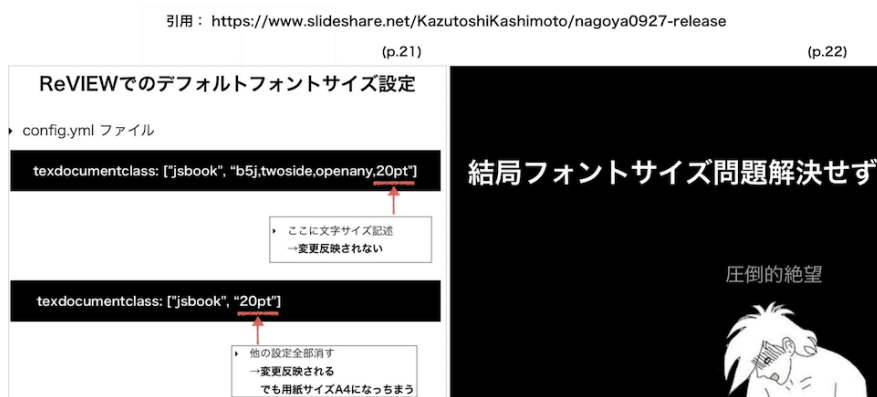 引用： https://www.slideshare.net/KazutoshiKashimoto/nagoya0927-release
(p.21)
ReVIEWでのデフォルトフォントサイズ設定
config.yml ファイル
texdocumentclass: ["jsbook", “b5j,twoside,openany,20pt"]
ここに文字サイズ記述
→変更反映されない
texdocumentclass: ["jsbook", “20pt"]
他の設定全部消す
→変更反映される
でも用紙サイズA4になっちまう
(p.22)
結局フォントサイズ問題解決せず
圧倒的絶望